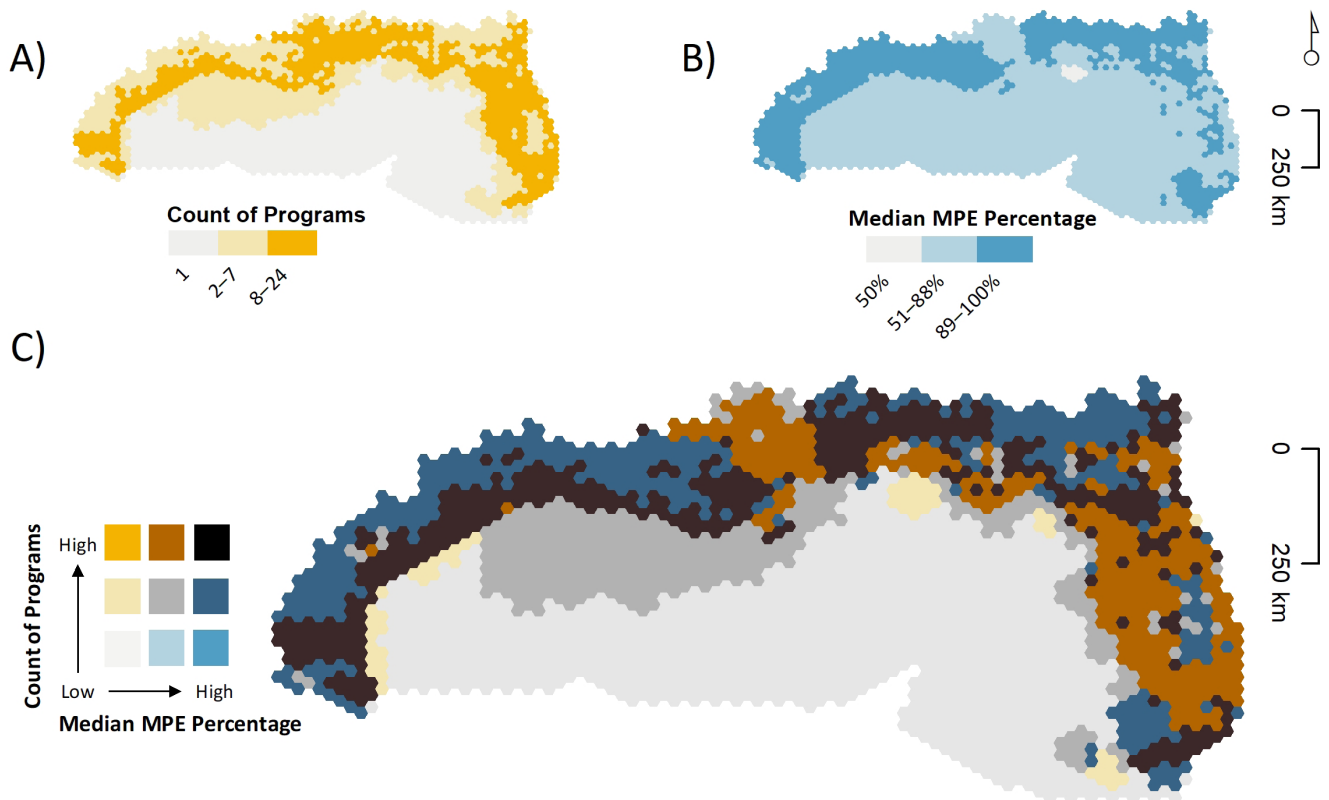 A)
B)
0
250 km
Count of Programs
1
2–7
8–24
Median MPE Percentage
50%
51–88%
89–100%
C)
0
250 km
Count of Programs
High
Low
High
Median MPE Percentage